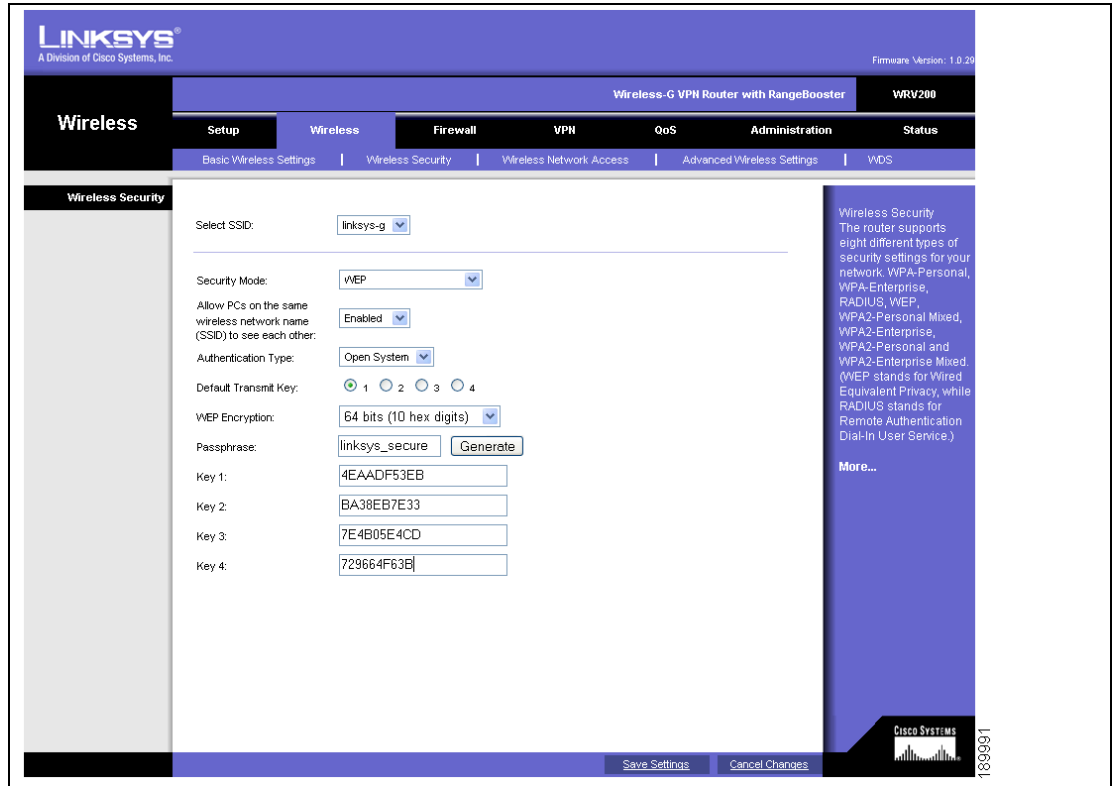 LINKSYS®
A Division of Cisco Systems, Inc.
Firmware Version: 1.0.29
Wireless-G VPN Router with RangeBooster WRV200
Wireless
Setup Wireless Firewall VPN QoS Administration Status
Basic Wireless Settings | Wireless Security | Wireless Network Access | Advanced Wireless Settings | WDS
Wireless Security
Select SSID: linksys-g
Security Mode: WEP
Allow PCs on the same
wireless network name
(SSID) to see each other:
Enabled
Authentication Type: Open System
Default Transmit Key: 1 2 3 4
WEP Encryption: 64 bits (10 hex digits)
Passphrase: linksys_secure Generate
Key 1: 4EAADF53EB
Key 2: BA38EB7E33
Key 3: 7E4B05E4CD
Key 4: 729664F63B
Wireless Security
The router supports
eight different types of
security settings for your
network. WPA-Personal,
WPA-Enterprise,
RADIUS, WEP,
WPA2-Personal Mixed,
WPA2-Enterprise,
WPA2-Personal and
WPA2-Enterprise Mixed.
(WEP stands for Wired
Equivalent Privacy, while
RADIUS stands for
Remote Authentication
Dial-In User Service.)
More...
Save Settings Cancel Changes
CISCO SYSTEMS
189991